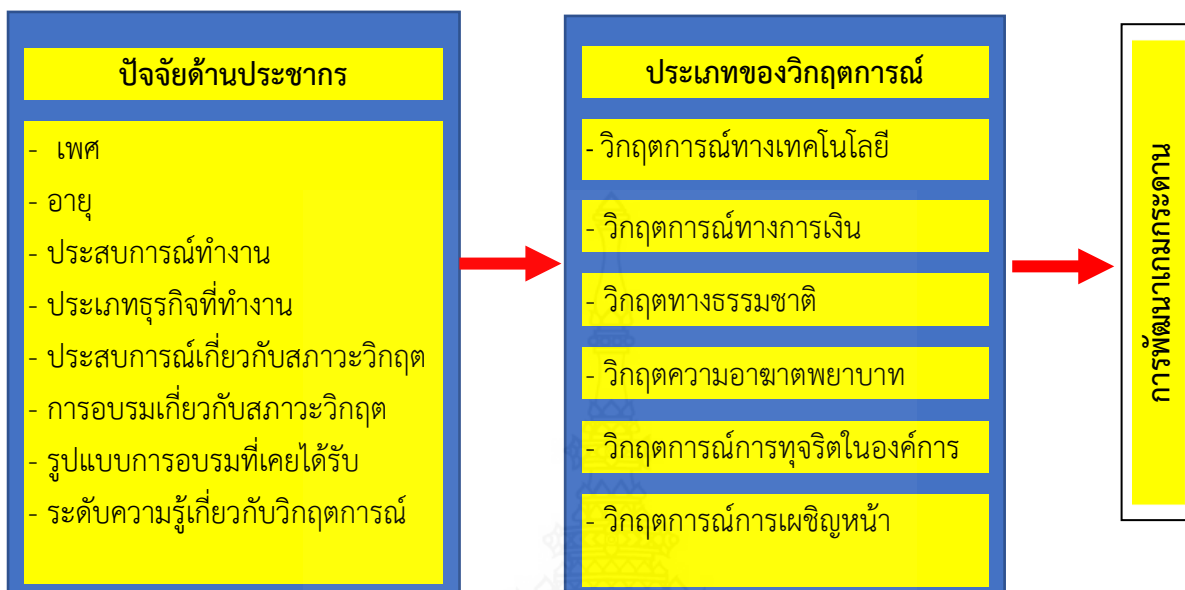 ปัจจัยด้านประชากร
- เพศ
- อายุ
- ประสบการณ์ทำงาน
- ประเภทธุรกิจที่ทำงาน
- ประสบการณ์เกี่ยวกับสภาวะวิกฤต
- การอบรมเกี่ยวกับสภาวะวิกฤต
- รูปแบบการอบรมที่เคยได้รับ
- ระดับความรู้เกี่ยวกับวิกฤตการณ์
ประเภทของวิกฤตการณ์
- วิกฤตการณ์ทางเทคโนโลยี
- วิกฤตการณ์ทางการเงิน
- วิกฤตทางธรรมชาติ
- วิกฤตความอาฆาตพยาบาท
- วิกฤตการณ์การทุจริตในองค์การ
- วิกฤตการณ์การเผชิญหน้า
การพัฒนาเกมกระดาน